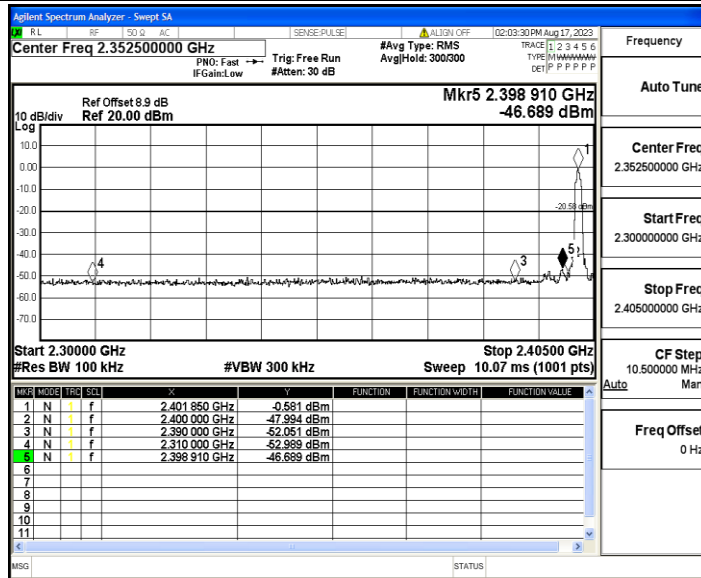 Agilent Spectrum Analyzer - Swept SA
RL RF 50 Ω AC SENSE:PULSE ALIGN OFF 02:03:30 PM Aug 17, 2023
Center Freq 2.352500000 GHz
PNO: Fast
IFGain:Low
Trig: Free Run
#Atten: 30 dB
#Avg Type: RMS
Avg|Hold: 300/300
TRACE 1 2 3 4 5 6
TYPE MWWWWW
DET P P P P P P
Ref Offset 8.9 dB
10 dB/div Ref 20.00 dBm
Log
Mkr5 2.398 910 GHz
-46.689 dBm
10.0
0.00
-10.0
-20.0
-30.0
-40.0
-50.0
-60.0
-70.0
1
-20.58 dBm
5
3
4
Start 2.30000 GHz Stop 2.40500 GHz
#Res BW 100 kHz #VBW 300 kHz Sweep 10.07 ms (1001 pts)
MKR MODE TRC SCL X Y FUNCTION FUNCTION WIDTH FUNCTION VALUE
1 N 1 f 2.401 850 GHz -0.581 dBm
2 N 1 f 2.400 000 GHz -47.994 dBm
3 N 1 f 2.390 000 GHz -52.051 dBm
4 N 1 f 2.310 000 GHz -52.989 dBm
5 N 1 f 2.398 910 GHz -46.689 dBm
6
7
8
9
10
11
MSG STATUS
Frequency
Auto Tune
Center Freq
2.352500000 GHz
Start Freq
2.300000000 GHz
Stop Freq
2.405000000 GHz
CF Step
10.500000 MHz
Auto Man
Freq Offset
0 Hz